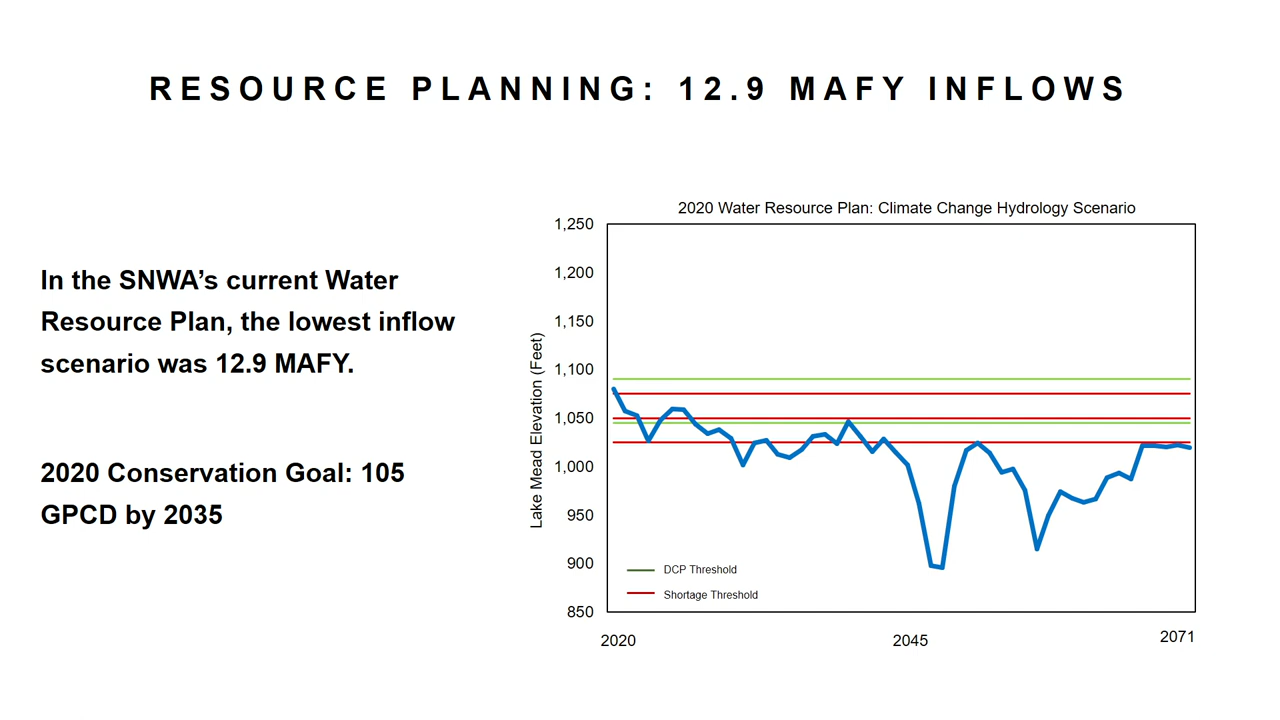 RESOURCE PLANNING: 12.9 MAFY INFLOWS
In the SNWA’s current Water
Resource Plan, the lowest inflow
scenario was 12.9 MAFY.
2020 Conservation Goal: 105
GPCD by 2035
2020 Water Resource Plan: Climate Change Hydrology Scenario
Lake Mead Elevation (Feet)
1,250
1,200
1,150
1,100
1,050
1,000
950
900
850
DCP Threshold
Shortage Threshold
2020
2045
2071